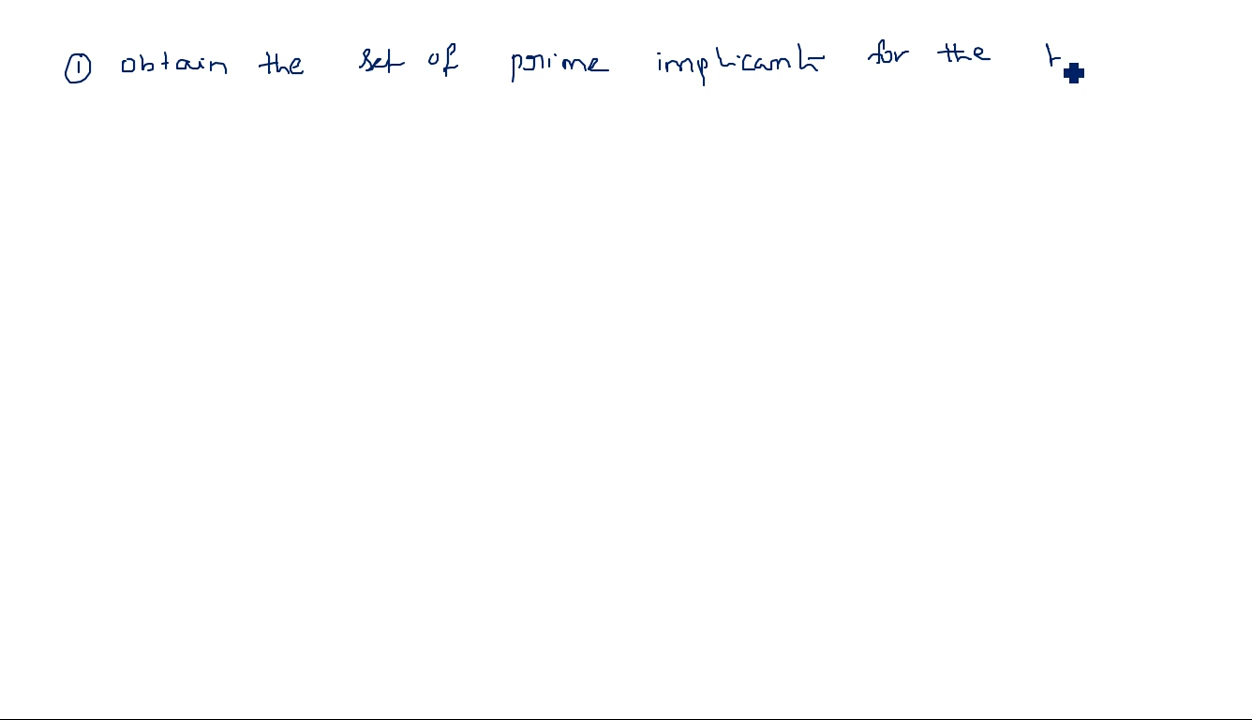 ① obtain the set of prime implicants for the